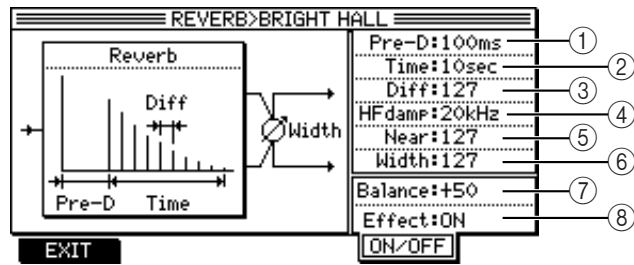 REVERB>BRIGHT HALL
Reverb
Diff
Pre-D
Time
Width
Pre-D:100ms
Time:10sec
Diff:127
HFdamp:20kHz
Near:127
Width:127
Balance:+50
Effect:ON
EXIT
ON/OFF
①
②
③
④
⑤
⑥
⑦
⑧